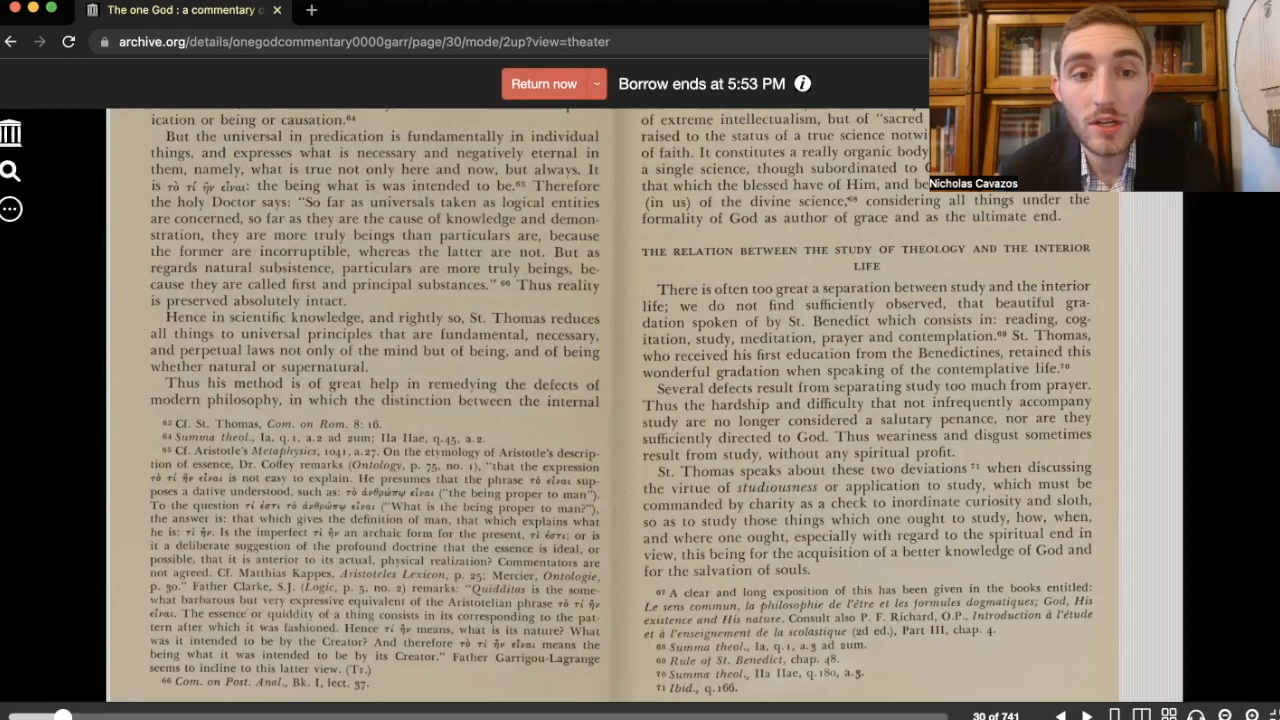 The one God : a commentary o
archive.org/details/onegodcommentary0000garr/page/30/mode/2up?view=theater
Return now
Borrow ends at 5:53 PM
Nicholas Cavazos
ication or being or causation.64
But the universal in predication is fundamentally in individual
things, and expresses what is necessary and negatively eternal in
them, namely, what is true not only here and now, but always. It
is τὸ τί ἦν εἶναι: the being what is was intended to be.65 Therefore
the holy Doctor says: "So far as universals taken as logical entities
are concerned, so far as they are the cause of knowledge and demon-
stration, they are more truly beings than particulars are, because
the former are incorruptible, whereas the latter are not. But as
regards natural subsistence, particulars are more truly beings, be-
cause they are called first and principal substances." 66 Thus reality
is preserved absolutely intact.
Hence in scientific knowledge, and rightly so, St. Thomas reduces
all things to universal principles that are fundamental, necessary,
and perpetual laws not only of the mind but of being, and of being
whether natural or supernatural.
Thus his method is of great help in remedying the defects of
modern philosophy, in which the distinction between the internal
63 Cf. St. Thomas, Com. on Rom. 8: 16.
64 Summa theol., Ia, q.1, a.2 ad 2um; IIa IIae, q.45, a.2.
65 Cf. Aristotle's Metaphysics, 1041, a.27. On the etymology of Aristotle's descrip-
tion of essence, Dr. Coffey remarks (Ontology, p. 75, no. 1), "that the expression
τὸ τί ἦν εἶναι is not easy to explain. He presumes that the phrase τὸ εἶναι sup-
poses a dative understood, such as: τὸ ἀνθρώπῳ εἶναι ("the being proper to man").
To the question τί ἐστι τὸ ἀνθρώπῳ εἶναι ("What is the being proper to man?"),
the answer is: that which gives the definition of man, that which explains what
he is: τί ἦν. Is the imperfect τί ἦν an archaic form for the present, τί ἐστι; or is
it a deliberate suggestion of the profound doctrine that the essence is ideal, or
possible, that it is anterior to its actual, physical realization? Commentators are
not agreed. Cf. Matthias Kappes, Aristoteles Lexicon, p. 25; Mercier, Ontologie,
p. 30." Father Clarke, S.J. (Logic, p. 5, no. 2) remarks: "Quidditas is the some-
what barbarous but very expressive equivalent of the Aristotelian phrase τὸ τί ἦν
εἶναι. The essence or quiddity of a thing consists in its corresponding to the pat-
tern after which it was fashioned. Hence τί ἦν means, what is its nature? What
was it intended to be by the Creator? And therefore τὸ τί ἦν εἶναι means the
being what it was intended to be by its Creator." Father Garrigou-Lagrange
seems to incline to this latter view. (Tr.)
66 Com. on Post. Anal., Bk. I, lect. 37.
of extreme intellectualism, but of "sacred
raised to the status of a true science notwi
of faith. It constitutes a really organic body
a single science, though subordinated to
that which the blessed have of Him, and be
(in us) of the divine science,68 considering all things under the
formality of God as author of grace and as the ultimate end.
THE RELATION BETWEEN THE STUDY OF THEOLOGY AND THE INTERIOR
LIFE
There is often too great a separation between study and the interior
life; we do not find sufficiently observed, that beautiful gra-
dation spoken of by St. Benedict which consists in: reading, cog-
itation, study, meditation, prayer and contemplation.69 St. Thomas,
who received his first education from the Benedictines, retained this
wonderful gradation when speaking of the contemplative life.70
Several defects result from separating study too much from prayer.
Thus the hardship and difficulty that not infrequently accompany
study are no longer considered a salutary penance, nor are they
sufficiently directed to God. Thus weariness and disgust sometimes
result from study, without any spiritual profit.
St. Thomas speaks about these two deviations 71 when discussing
the virtue of studiousness or application to study, which must be
commanded by charity as a check to inordinate curiosity and sloth,
so as to study those things which one ought to study, how, when,
and where one ought, especially with regard to the spiritual end in
view, this being for the acquisition of a better knowledge of God and
for the salvation of souls.
67 A clear and long exposition of this has been given in the books entitled:
Le sens commun, la philosophie de l'être et les formules dogmatiques; God, His
existence and His nature. Consult also P. F. Richard, O.P., Introduction à l'étude
et à l'enseignement de la scolastique (2d ed.), Part III, chap. 4.
68 Summa theol., Ia, q.1, a.3 ad 2um.
69 Rule of St. Benedict, chap. 48.
70 Summa theol., IIa IIae, q.180, a.3.
71 Ibid., q.166.
30 of 741